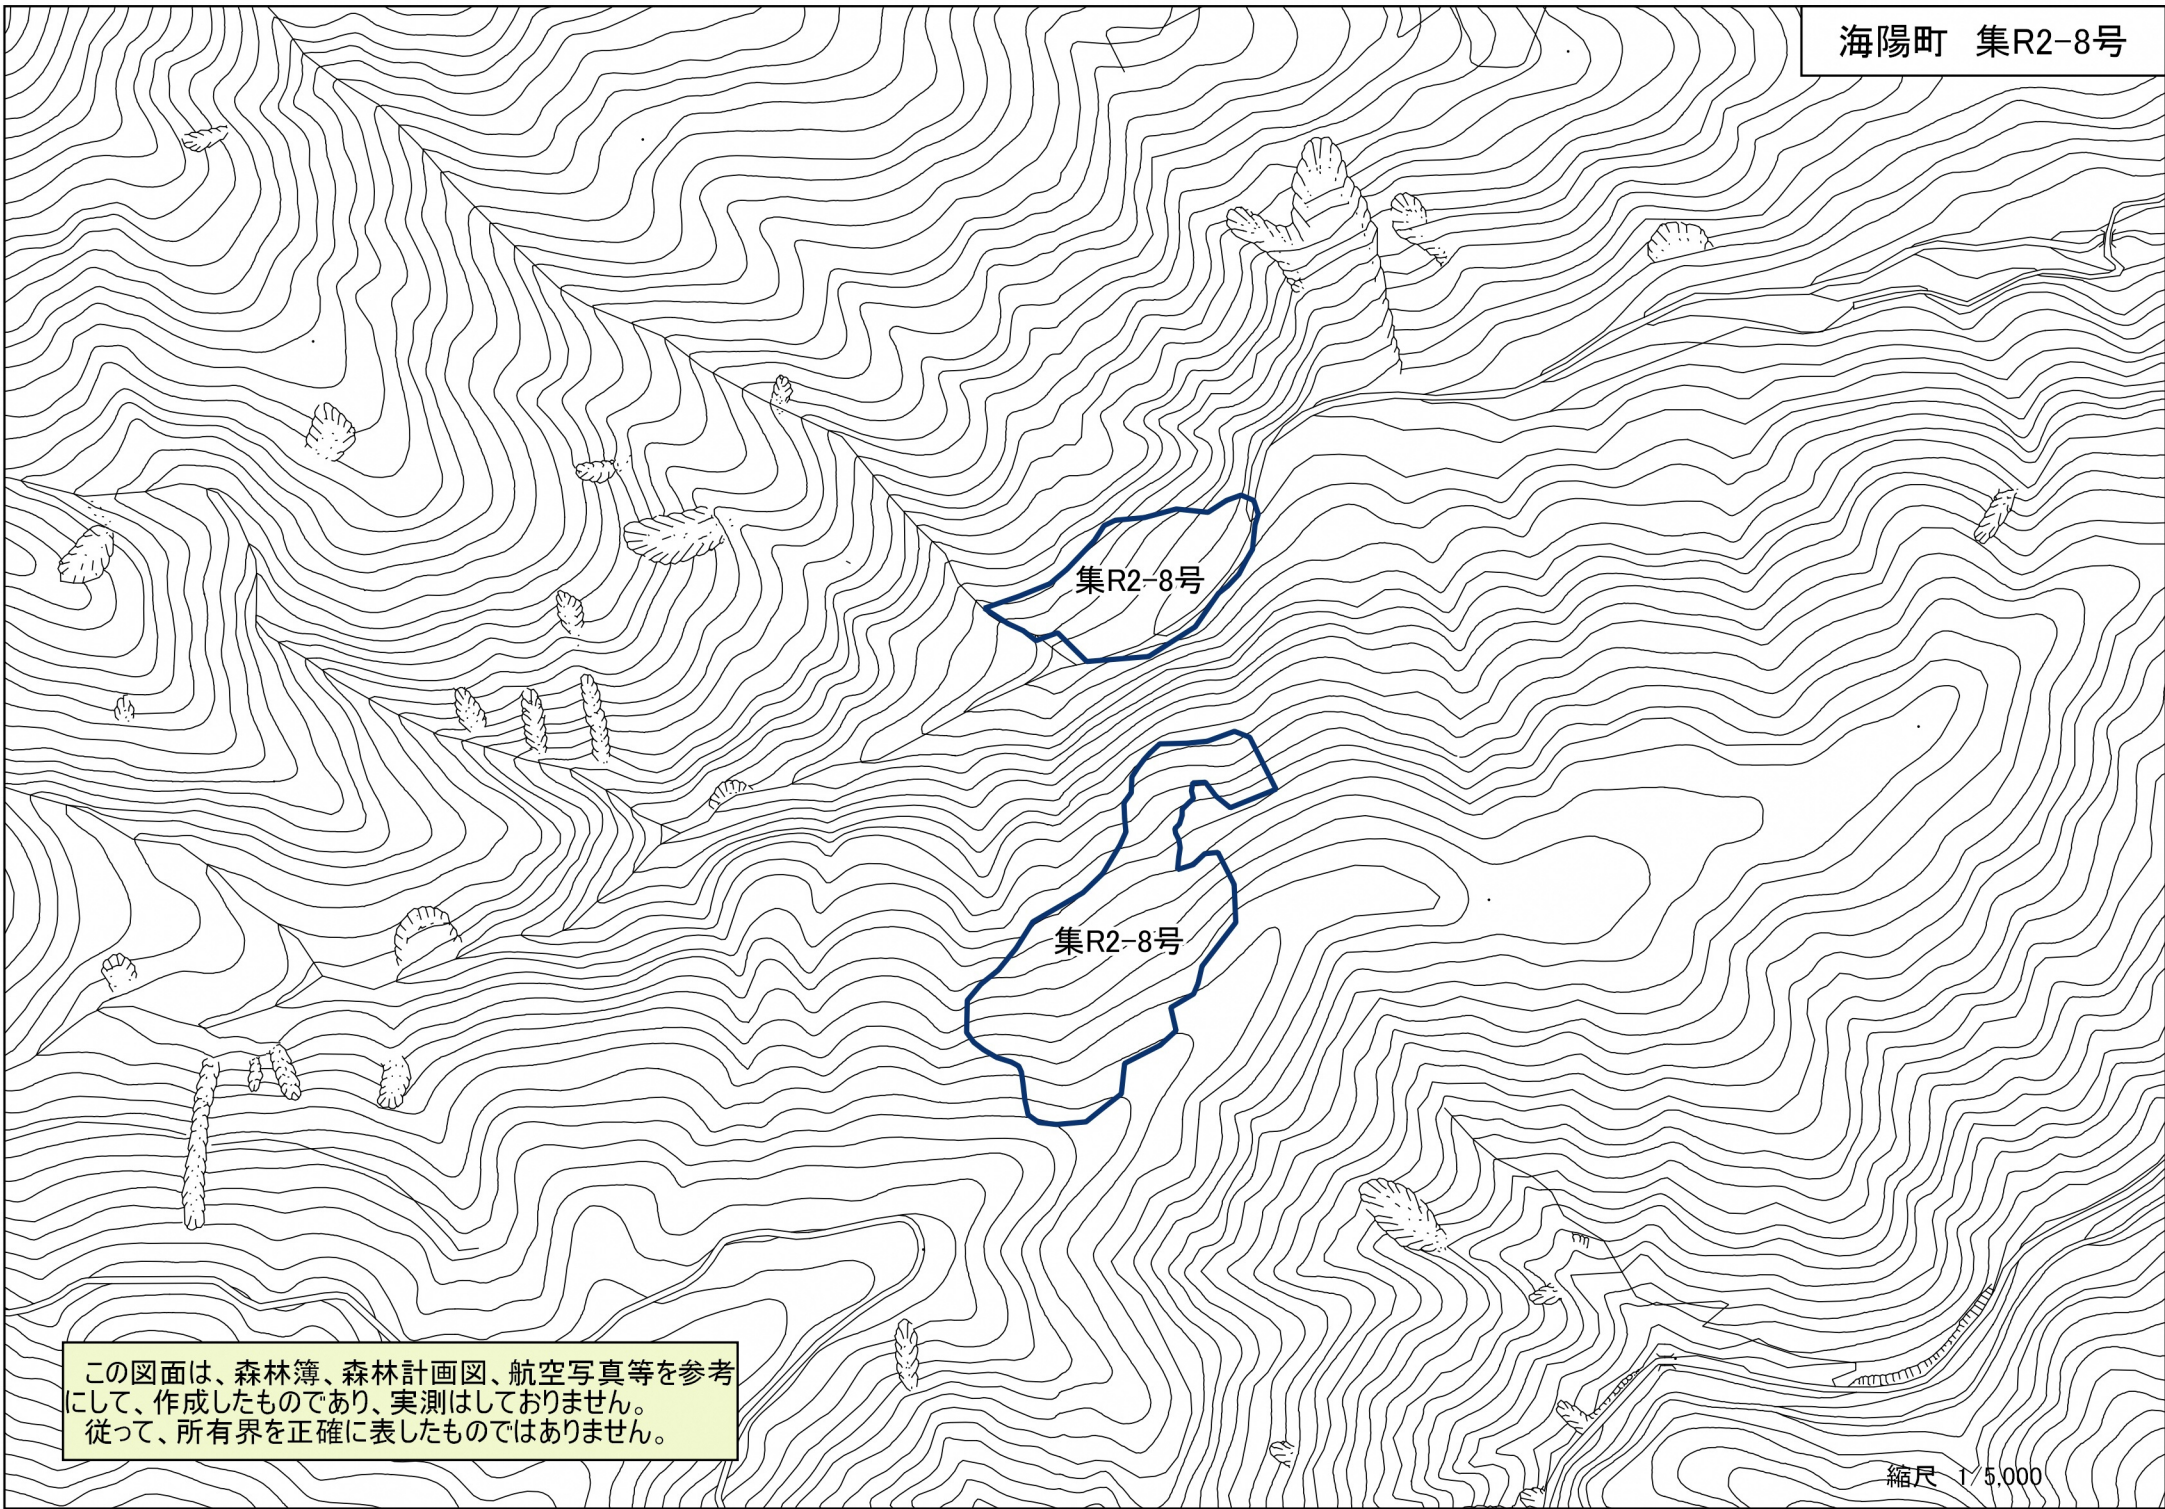 海陽町　集R2-8号
集R2-8号
集R2-8号
この図面は、森林簿、森林計画図、航空写真等を参考
にして、作成したものであり、実測はしておりません。
従って、所有界を正確に表したものではありません。
縮尺　1/5,000